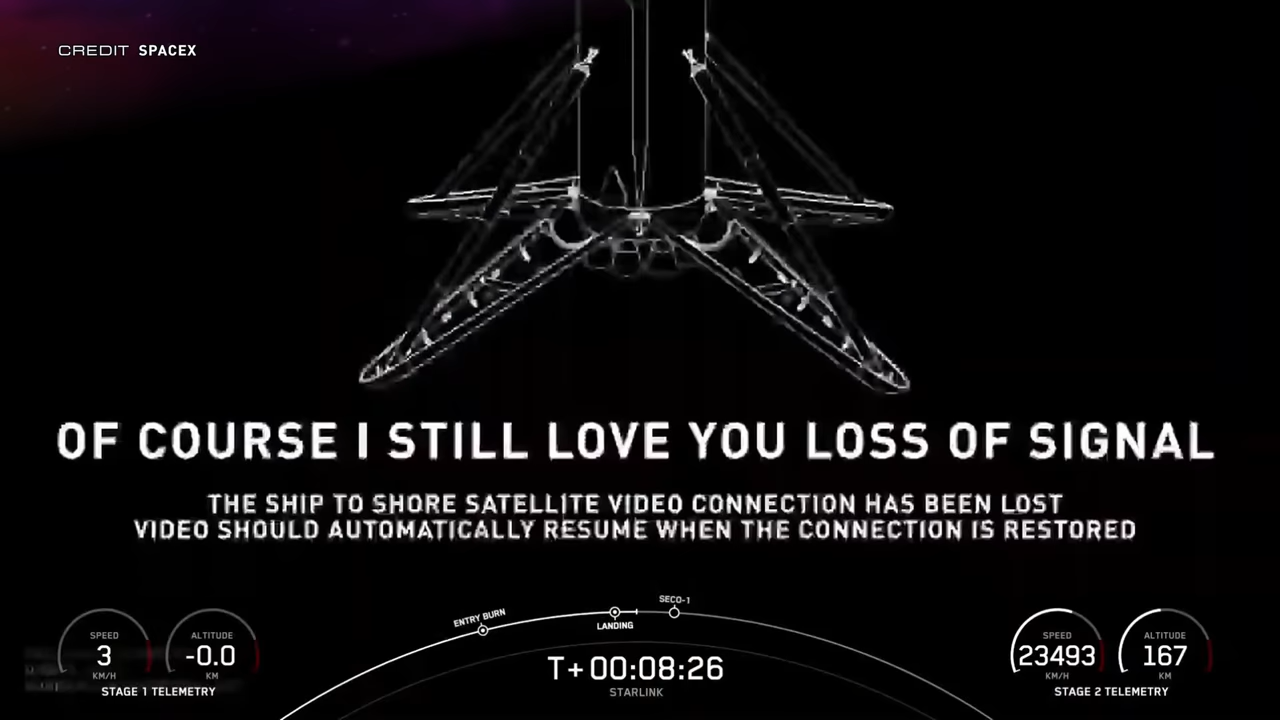 CREDIT SPACEX
OF COURSE I STILL LOVE YOU LOSS OF SIGNAL
THE SHIP TO SHORE SATELLITE VIDEO CONNECTION HAS BEEN LOST
VIDEO SHOULD AUTOMATICALLY RESUME WHEN THE CONNECTION IS RESTORED
ENTRY BURN
LANDING
SECO-1
SPEED
3
KM/H
ALTITUDE
-0.0
KM
STAGE 1 TELEMETRY
T+00:08:26
STARLINK
SPEED
23493
KM/H
ALTITUDE
167
KM
STAGE 2 TELEMETRY